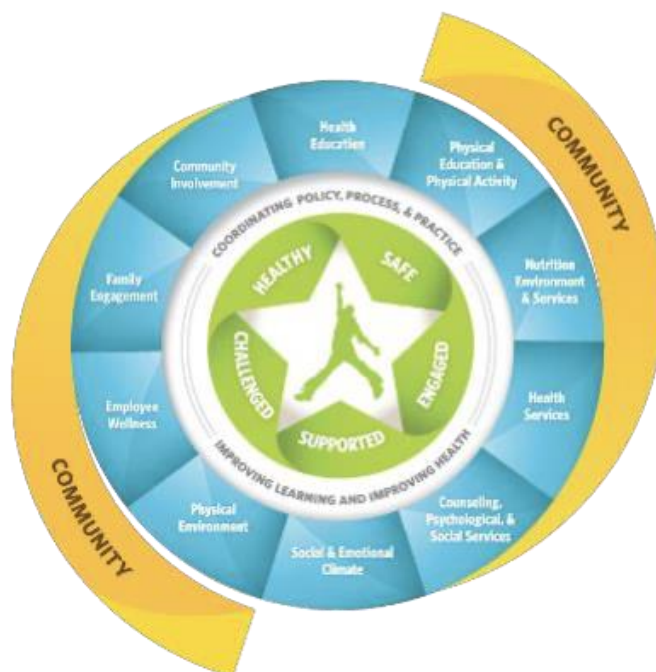 COMMUNITY
Health
Education
Physical
Education &
Physical Activity
Nutrition
Environment
& Services
Health
Services
Counseling,
Psychological, &
Social Services
Social & Emotional
Climate
Physical
Environment
Employee
Wellness
Family
Engagement
Community
Involvement
COORDINATING POLICY, PROCESS, & PRACTICE
IMPROVING LEARNING AND IMPROVING HEALTH
HEALTHY
SAFE
ENGAGED
SUPPORTED
CHALLENGED
COMMUNITY